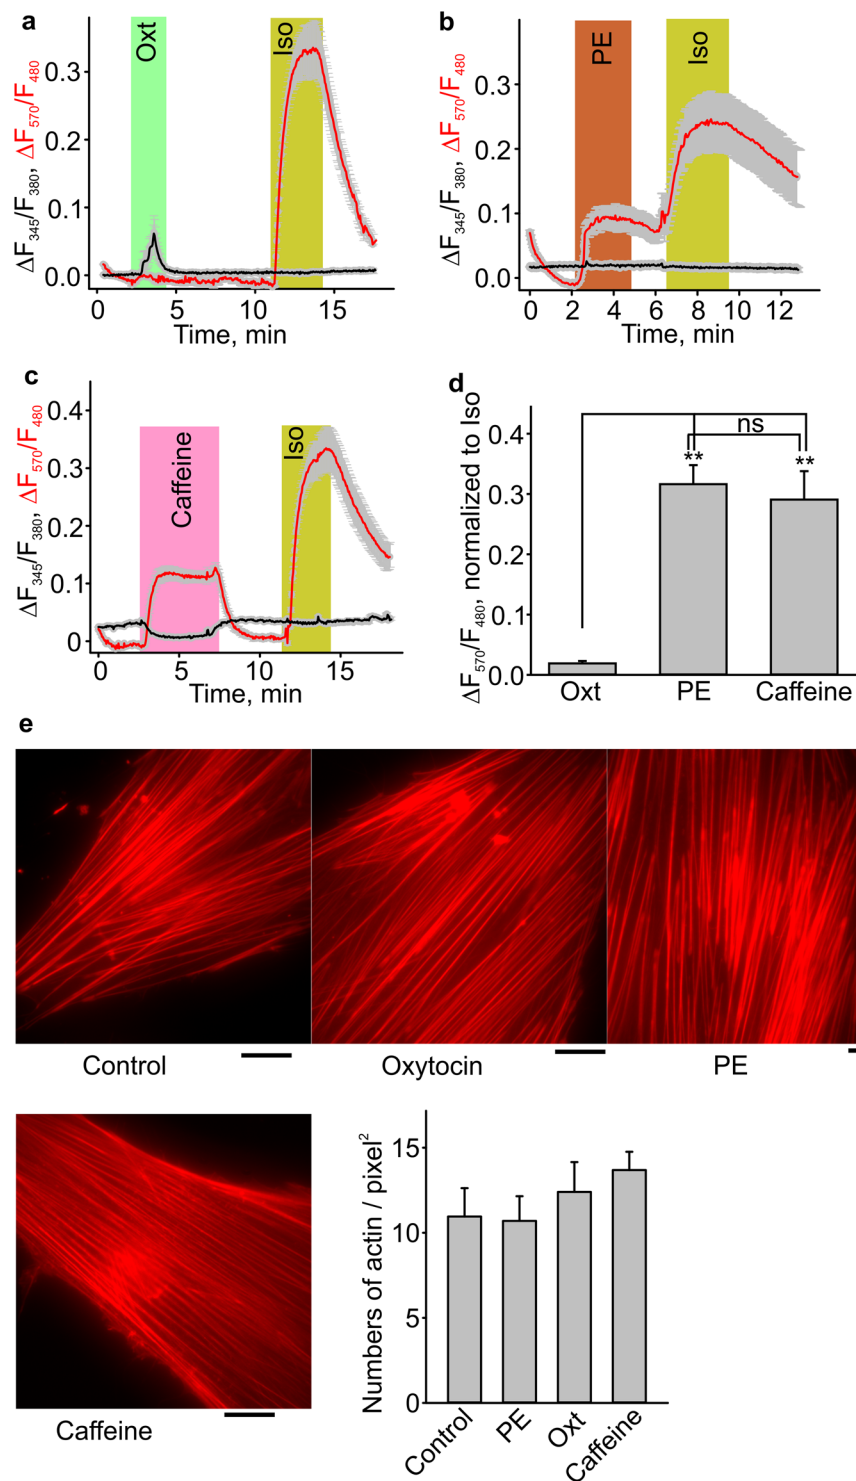 a
Oxt
Iso
ΔF345/F380, ΔF570/F480
0.3
0.2
0.1
0.0
0
5
10
15
Time, min
b
PE
Iso
ΔF345/F380, ΔF570/F480
0.4
0.3
0.2
0.1
0.0
0 2 4 6 8 10 12
Time, min
c
Caffeine
Iso
ΔF345/F380, ΔF570/F480
0.4
0.3
0.2
0.1
0
0
5
10
15
Time, min
d
ΔF570/F480, normalized to Iso
0.4
0.3
0.2
0.1
0.0
ns
**
**
Oxt
PE
Caffeine
e
Control
Oxytocin
PE
Caffeine
Numbers of actin / pixel²
15
10
5
0
Control
PE
Oxt
Caffeine